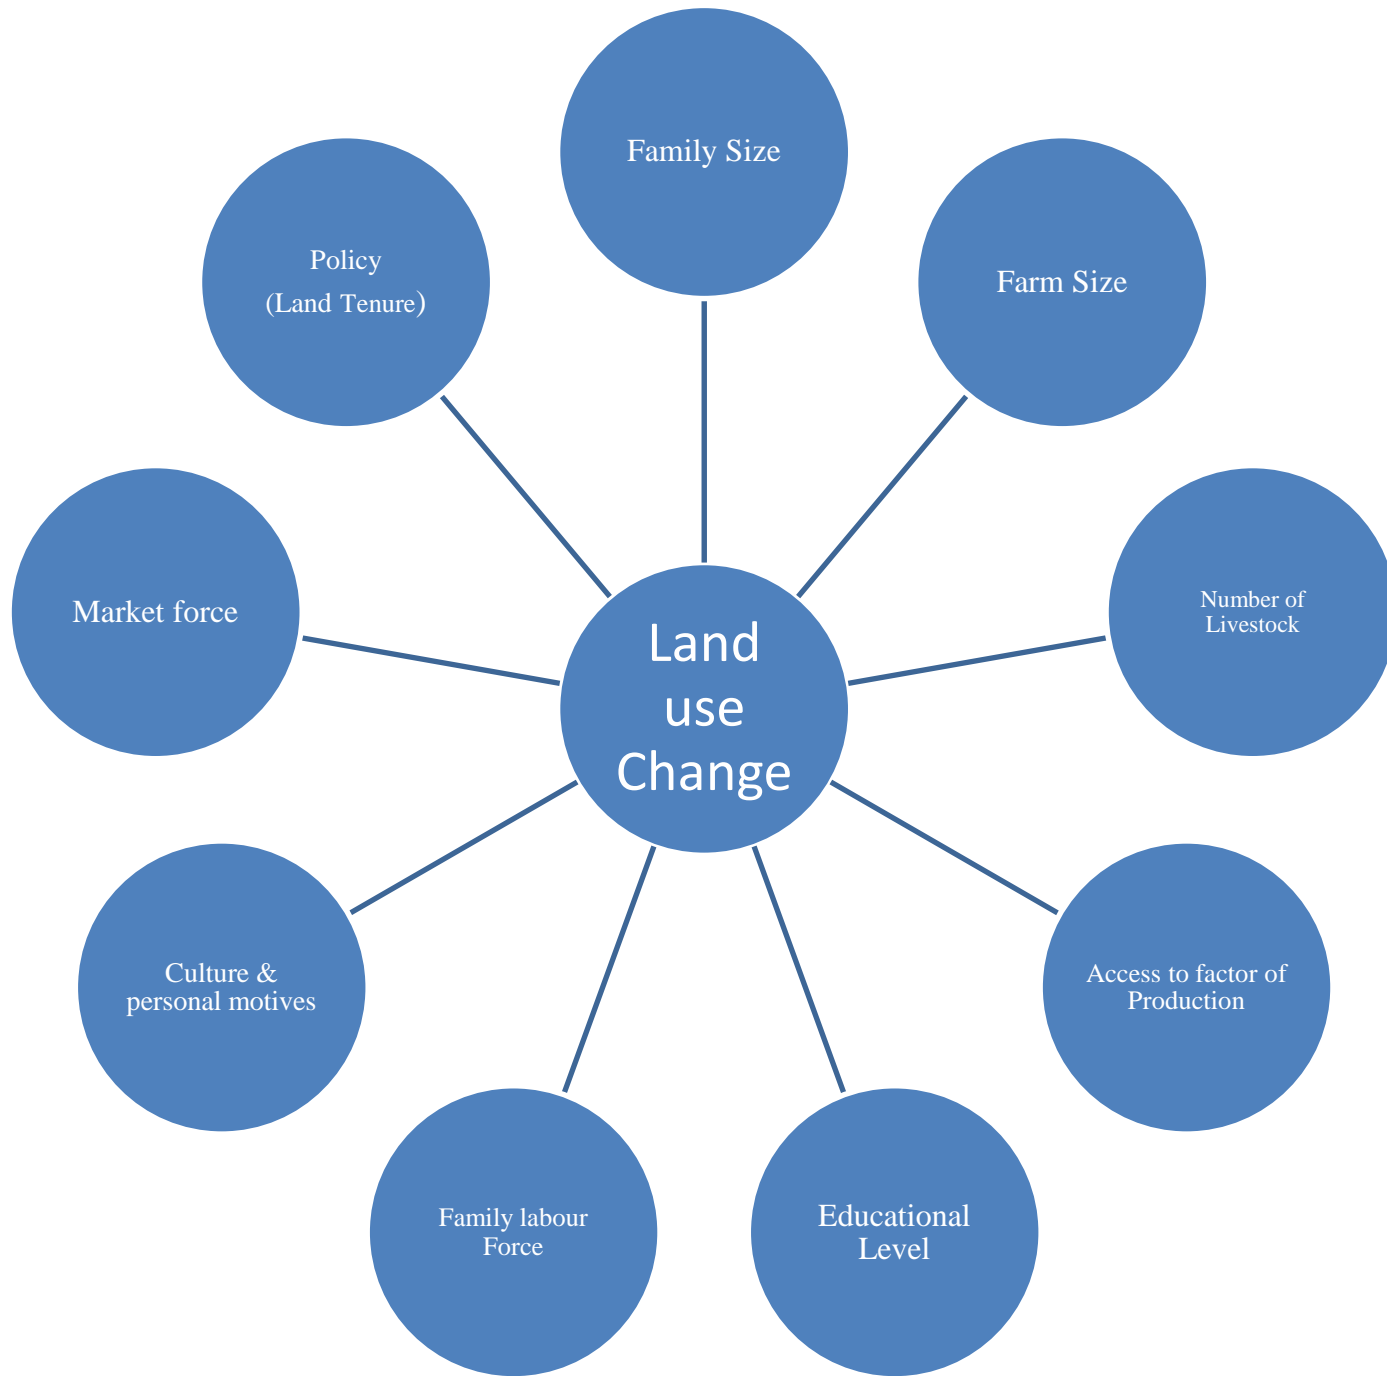 Family Size
Farm Size
Number of
Livestock
Access to factor of
Production
Educational
Level
Family labour
Force
Culture &
personal motives
Market force
Policy
(Land Tenure)
Land
use
Change